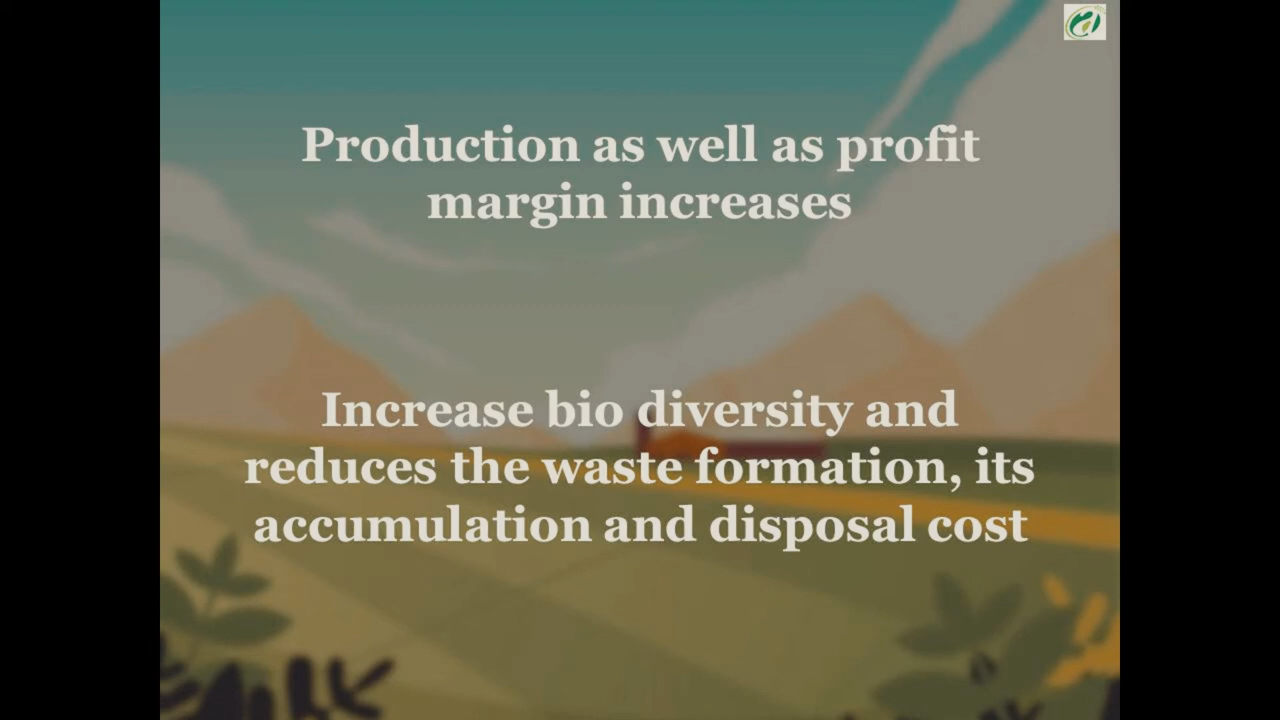 Production as well as profit
margin increases
Increase bio diversity and
reduces the waste formation, its
accumulation and disposal cost